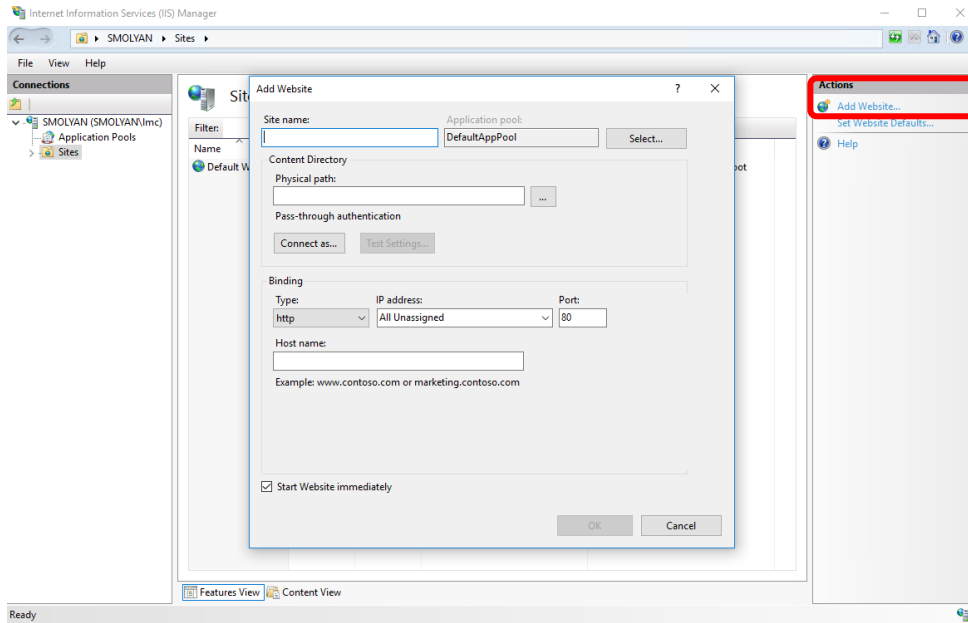 Internet Information Services (IIS) Manager
SMOLYAN Sites
File View Help
Connections
SMOLYAN (SMOLYAN\lmc)
Application Pools
Sites
Sit
Filter:
Name
Default W
oot
Add Website
?
Site name:
Application pool:
DefaultAppPool
Select...
Content Directory
Physical path:
...
Pass-through authentication
Connect as...
Test Settings...
Binding
Type:
IP address:
Port:
http
All Unassigned
80
Host name:
Example: www.contoso.com or marketing.contoso.com
Start Website immediately
OK
Cancel
Actions
Add Website...
Set Website Defaults...
Help
Features View
Content View
Ready